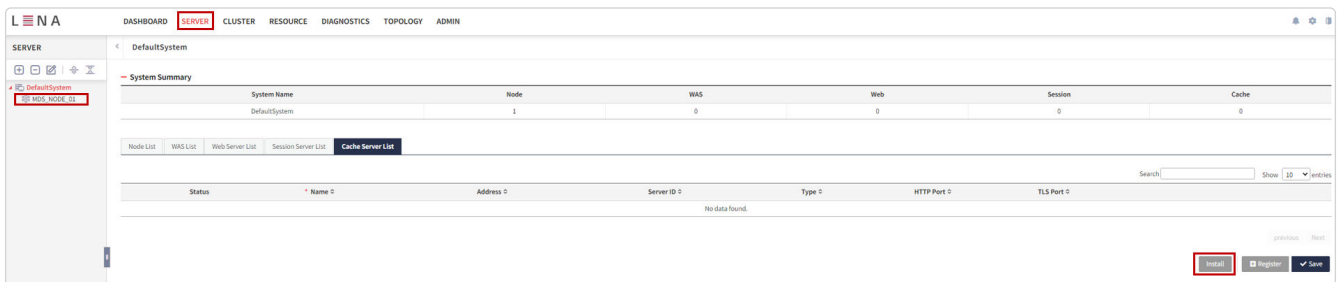 LENA DASHBOARD SERVER CLUSTER RESOURCE DIAGNOSTICS TOPOLOGY ADMIN
SERVER
DefaultSystem
MDS_NODE_01
DefaultSystem
System Summary
System Name Node WAS Web Session Cache
DefaultSystem 1 0 0 0 0
Node List WAS List Web Server List Session Server List Cache Server List
Search Show 10 entries
Status * Name Address Server ID Type HTTP Port TLS Port
No data found.
previous Next
Install Register Save